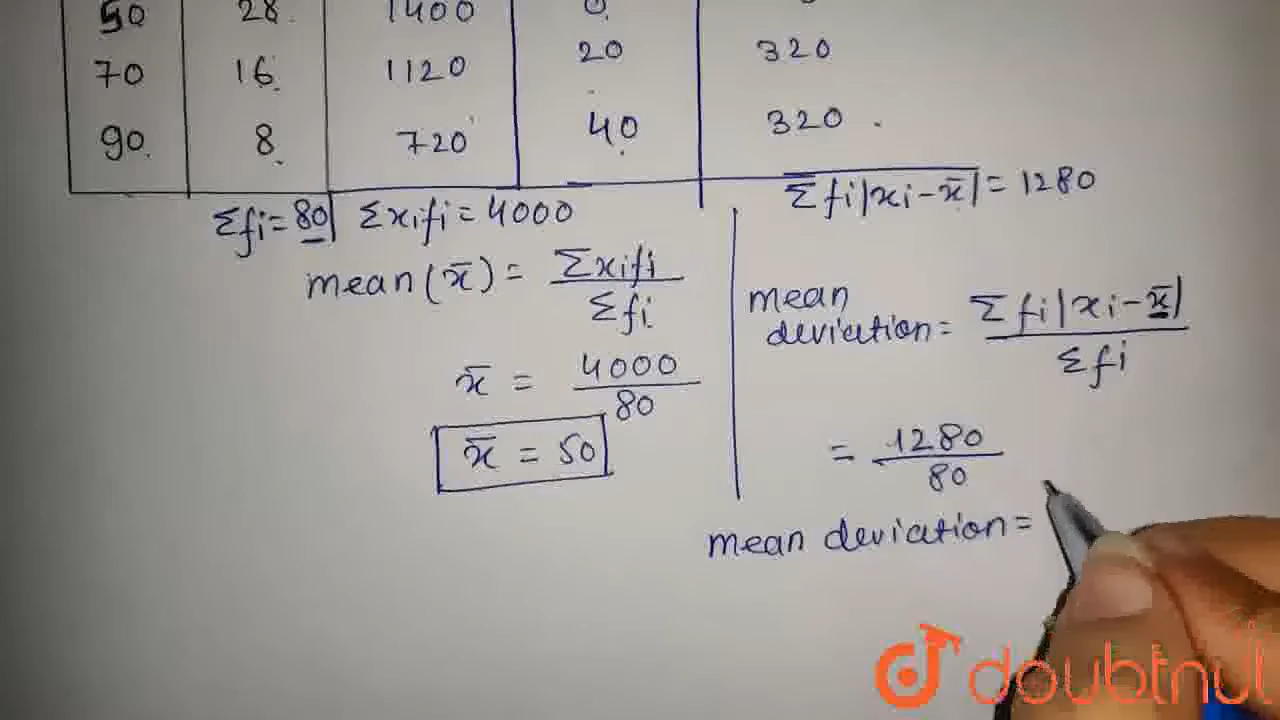 50 28 1400 0
70 16 1120 20 320
90 8 720 40 320
Σfi = 80 Σxifi = 4000 Σfi|xi-x̄| = 1280
mean (x̄) = Σxifi / Σfi
x̄ = 4000 / 80
x̄ = 50
mean deviation = Σfi|xi-x̄| / Σfi
= 1280 / 80
mean deviation =
doubtnut